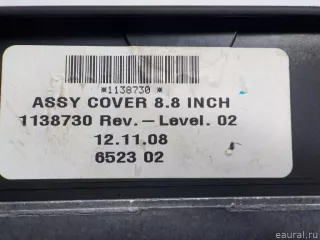 *1138730 *
ASSY COVER 8.8 INCH
1138730 Rev.-Level. 02
12.11.08
6523 02
© eaural.ru